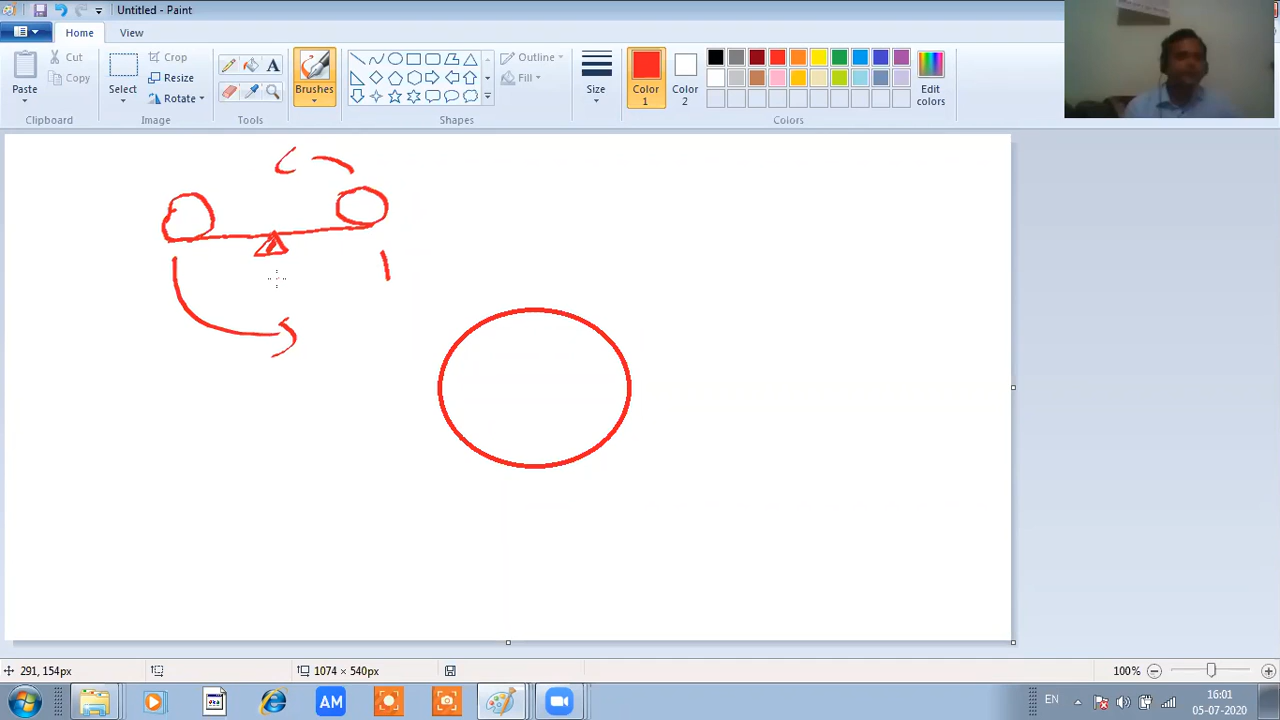 Untitled - Paint
Home View
Paste
Cut
Copy
Clipboard
Select
Crop
Resize
Rotate
Image
A
Tools
Brushes
Outline
Fill
Shapes
Size
Color
1
Color
2
Edit
colors
Colors
291, 154px
1074 × 540px
100%
AM
EN
16:01
05-07-2020